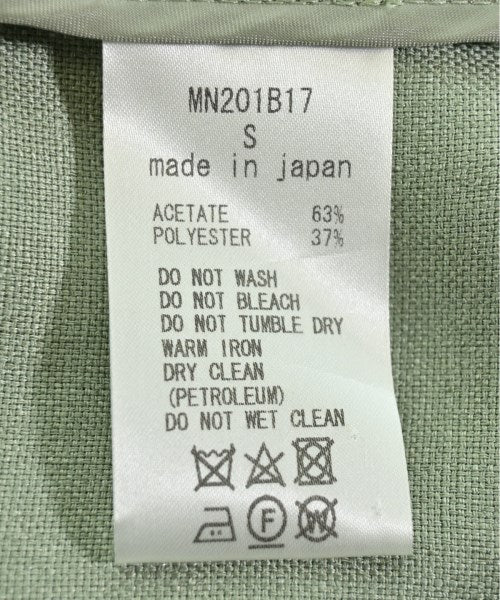 MN201B17
S
made in japan
ACETATE 63%
POLYESTER 37%
DO NOT WASH
DO NOT BLEACH
DO NOT TUMBLE DRY
WARM IRON
DRY CLEAN
(PETROLEUM)
DO NOT WET CLEAN
F W